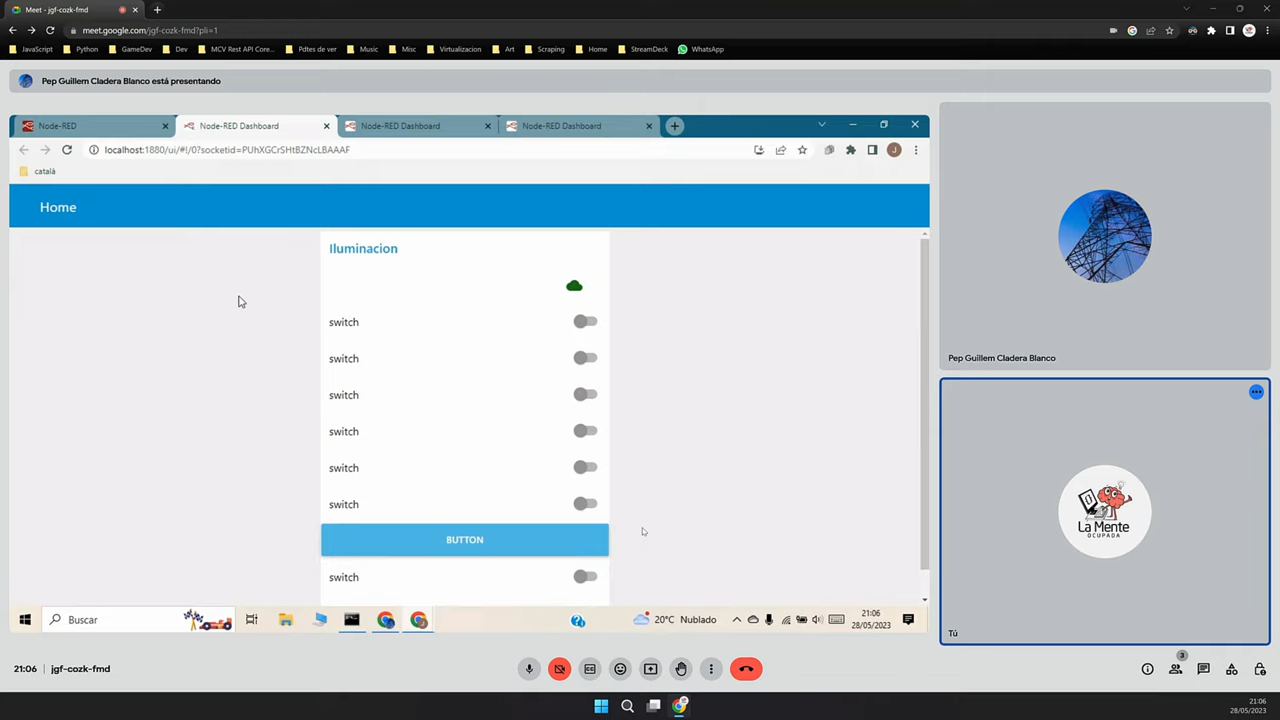 Meet - jgf-cozk-fmd
meet.google.com/jgf-cozk-fmd?pli=1
JavaScript Python GameDev Dev MCV Rest API Core... Pdtes de ver Music Misc Virtualizacion Art Scraping Home StreamDeck WhatsApp
Pep Guillem Cladera Blanco está presentando
Node-RED Node-RED Dashboard Node-RED Dashboard Node-RED Dashboard
localhost:1880/ui/#!/0?socketid=PUhXGCrSHtBZNcLBAAAF
J
català
Home
Iluminacion
switch
switch
switch
switch
switch
switch
BUTTON
switch
Buscar
20°C Nublado
21:06
28/05/2023
Pep Guillem Cladera Blanco
La Mente
OCUPADA
Tú
21:06 jgf-cozk-fmd
3
21:06
28/05/2023